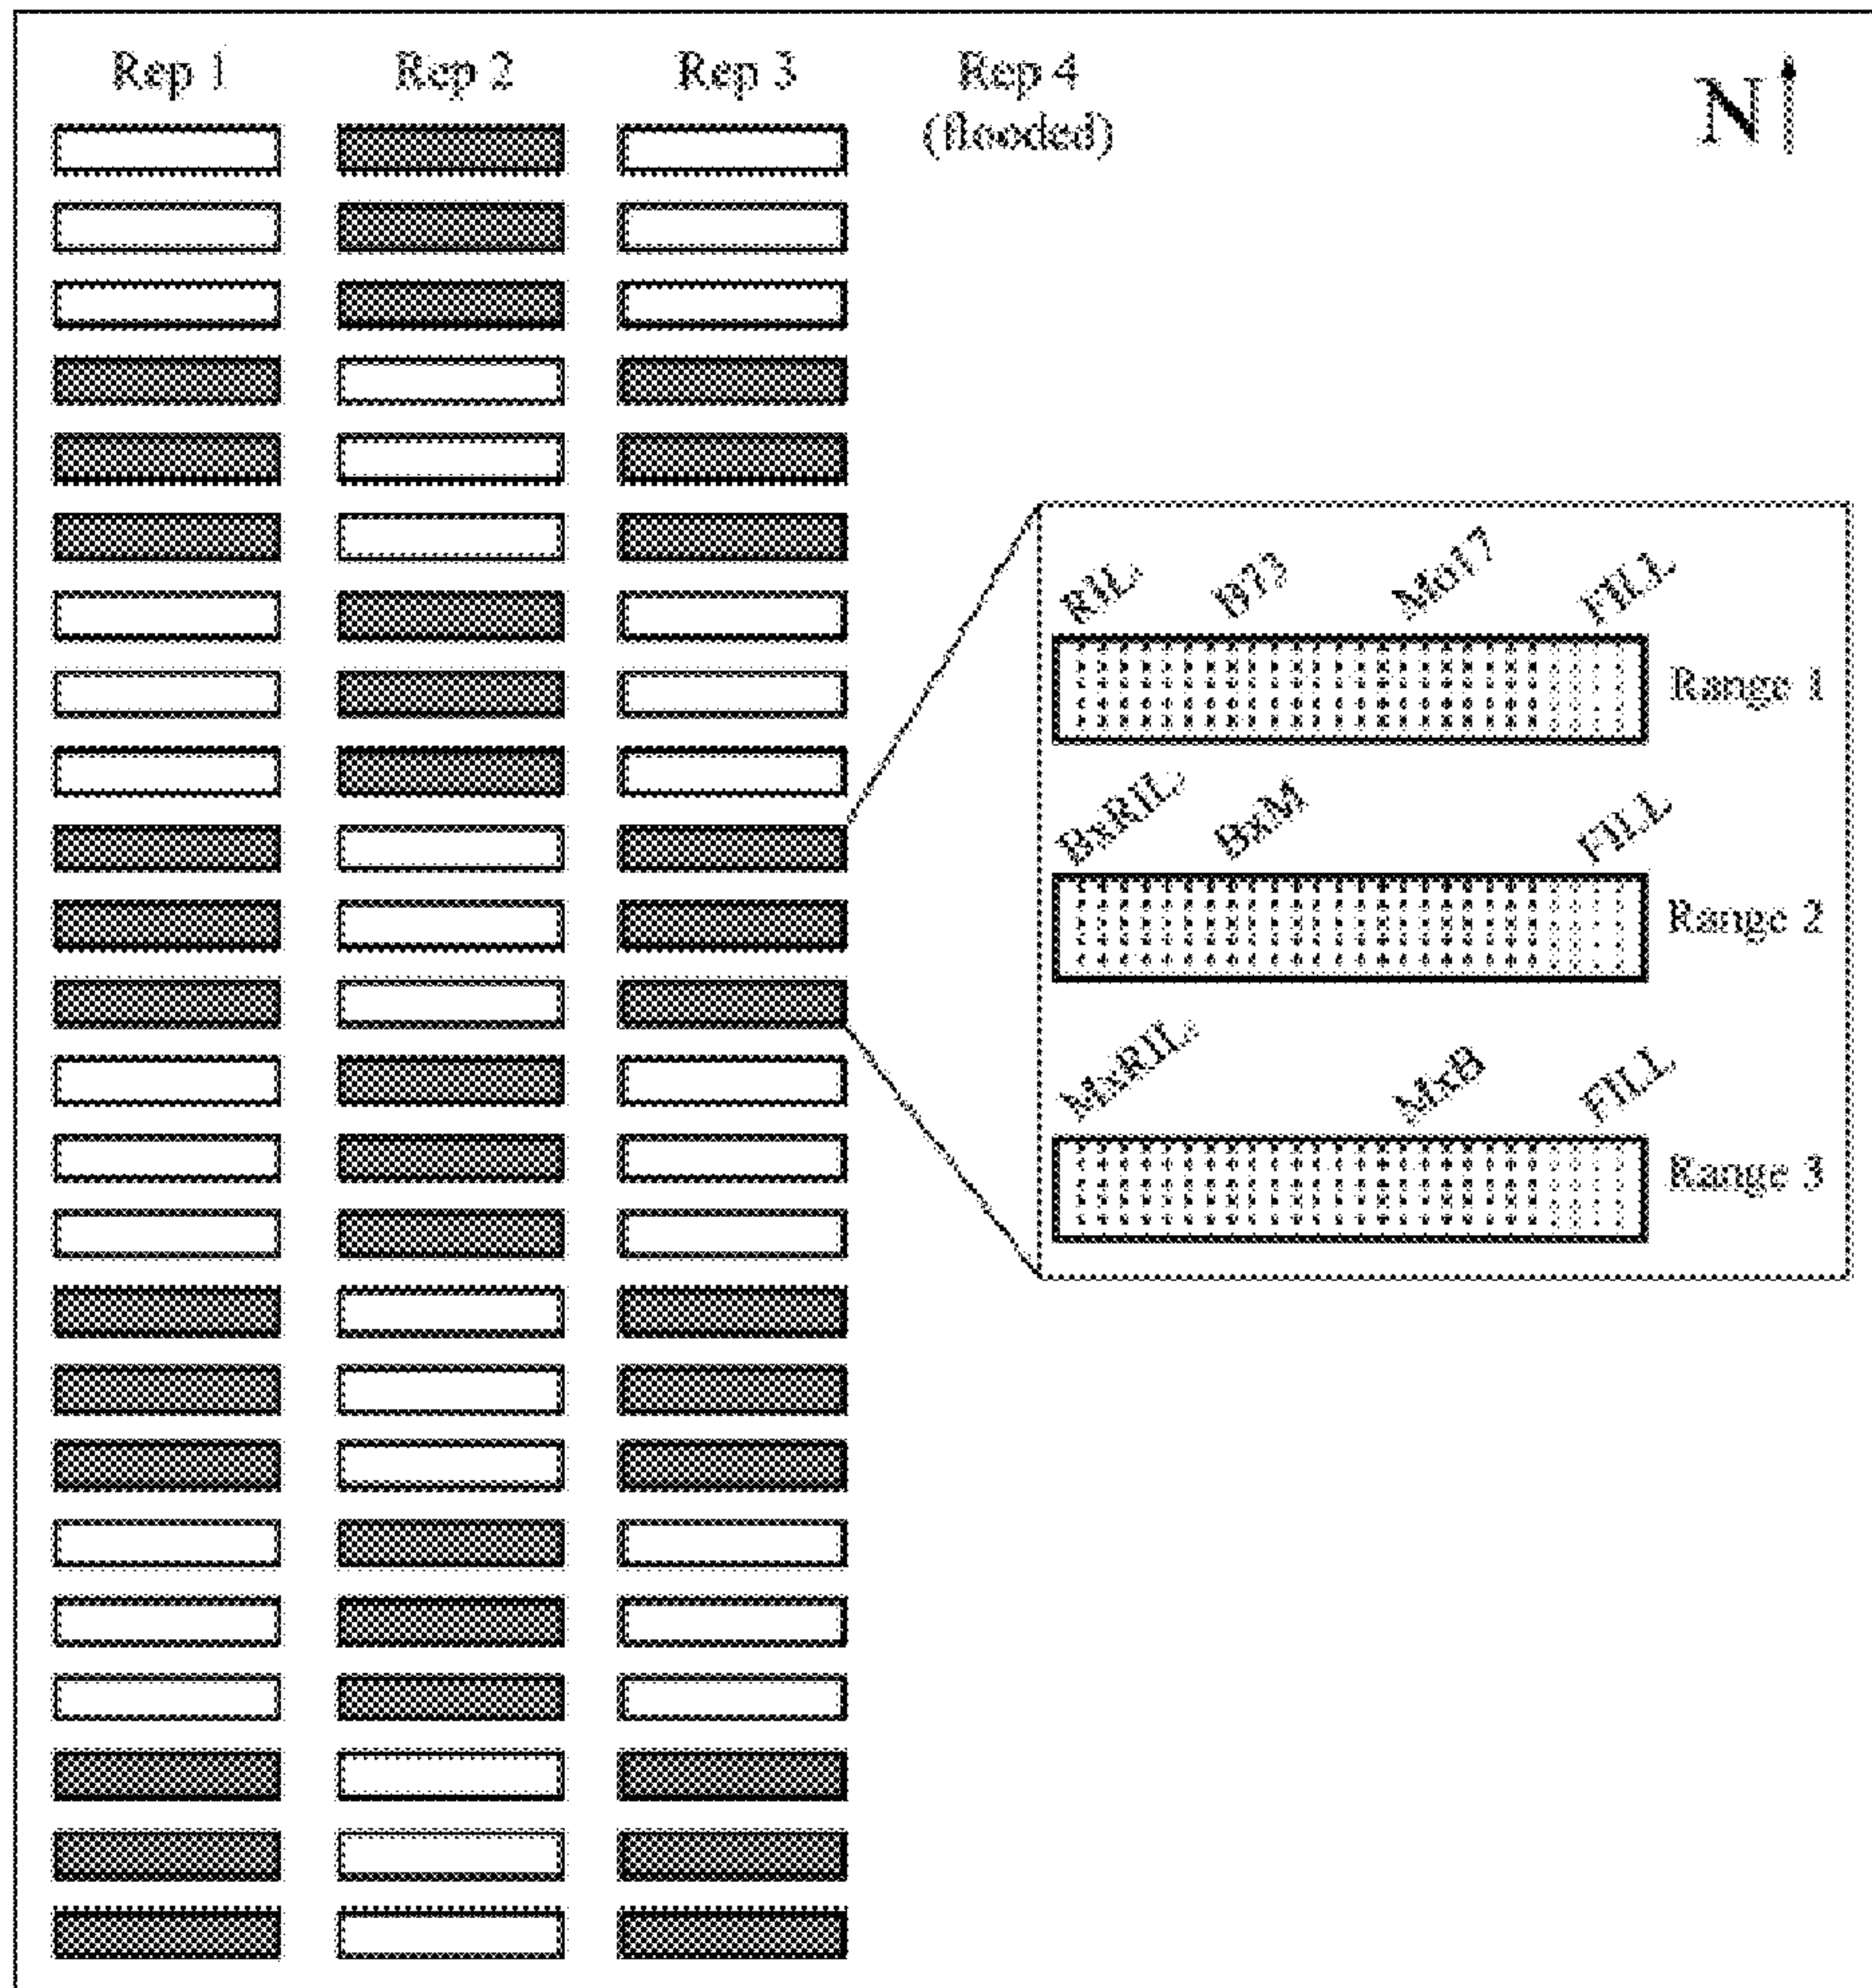 Rep 1
Rep 2
Rep 3
Rep 4
(flooded)
N
RIL
B73
Mo17
FILL
Range 1
BxRIL
BxM
FILL
Range 2
MxRIL
MxB
FILL
Range 3